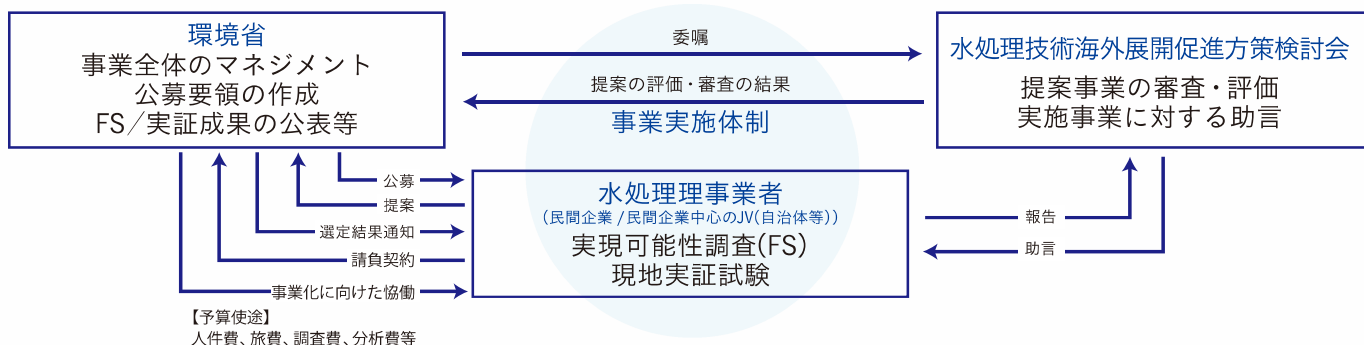 環境省
事業全体のマネジメント
公募要領の作成
FS/実証成果の公表等
委嘱
提案の評価・審査の結果
事業実施体制
水処理技術海外展開促進方策検討会
提案事業の審査・評価
実施事業に対する助言
公募
提案
選定結果通知
請負契約
事業化に向けた恊働
【予算使途】
人件費、旅費、調査費、分析費等
水処理理事業者
(民間企業/民間企業中心のJV(自治体等))
実現可能性調査(FS)
現地実証試験
報告
助言